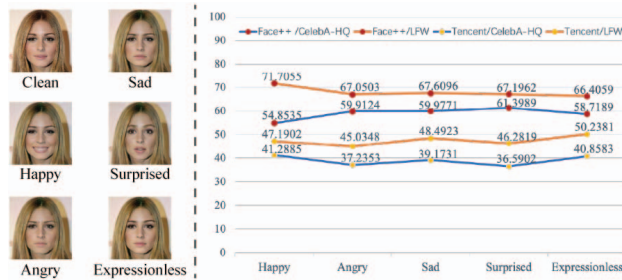 Clean Sad
Happy Surprised
Angry Expressionless
Face++/CelebA-HQ Face++/LFW Tencent/CelebA-HQ Tencent/LFW
100
90
80
70
60
50
40
30
20
10
0
71.7055 67.0503 67.6096 67.1962 66.4059
54.8535 59.9124 59.9771 61.3989 58.7189
47.1902 45.0348 48.4923 46.2819 50.2381
41.2885 37.2353 39.1731 36.5902 40.8583
Happy Angry Sad Surprised Expressionless